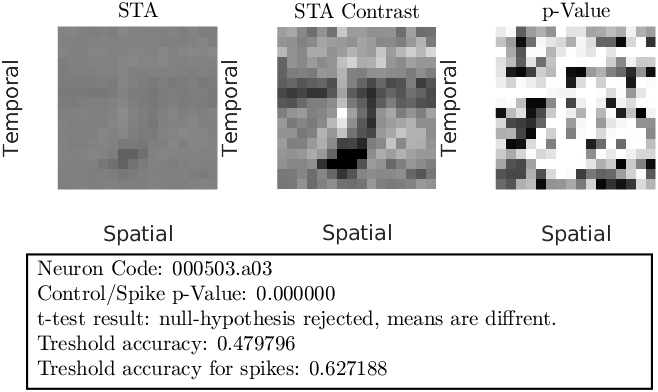 STA
STA Contrast
p-Value
Temporal
Temporal
Temporal
Spatial
Spatial
Spatial
Neuron Code: 000503.a03
Control/Spike p-Value: 0.000000
t-test result: null-hypothesis rejected, means are diffrent.
Treshold accuracy: 0.479796
Treshold accuracy for spikes: 0.627188